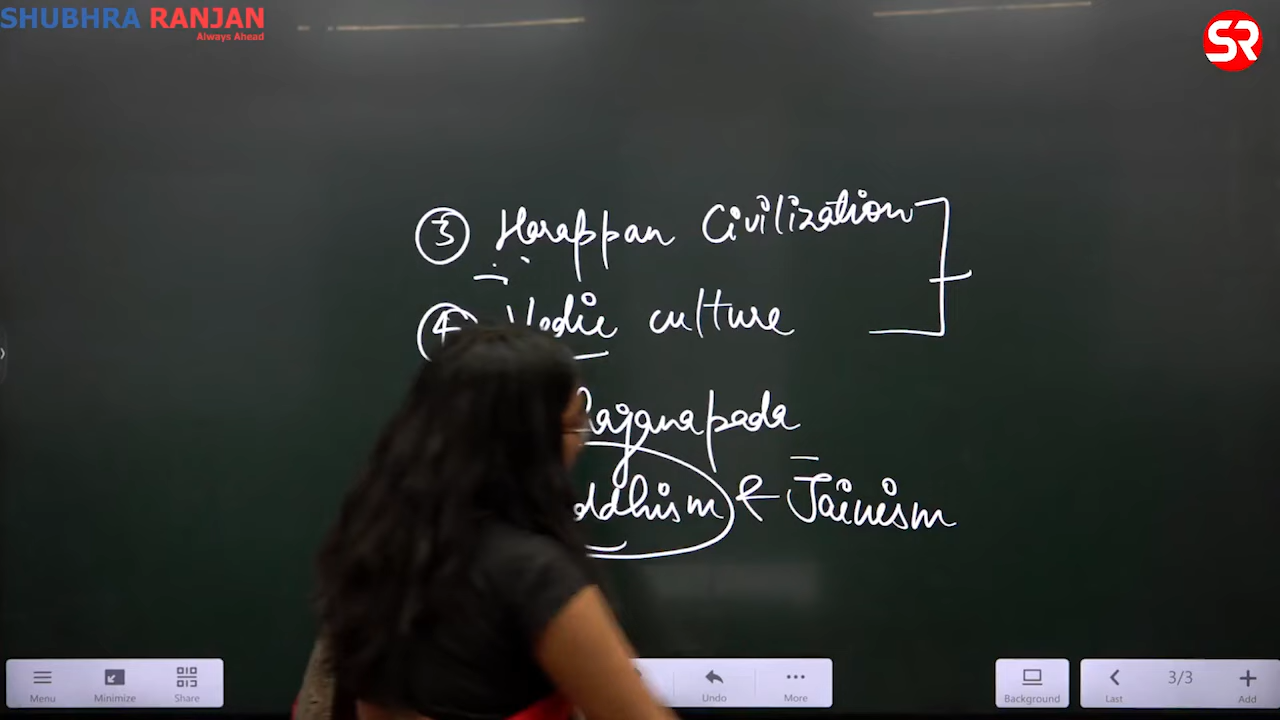 SHUBHRA RANJAN
Always Ahead
SR
③ Harappan Civilization
④ Vedic culture
Buddhism & Jainism
Menu
Minimize
Share
Undo
More
Background
Last
3/3
Add